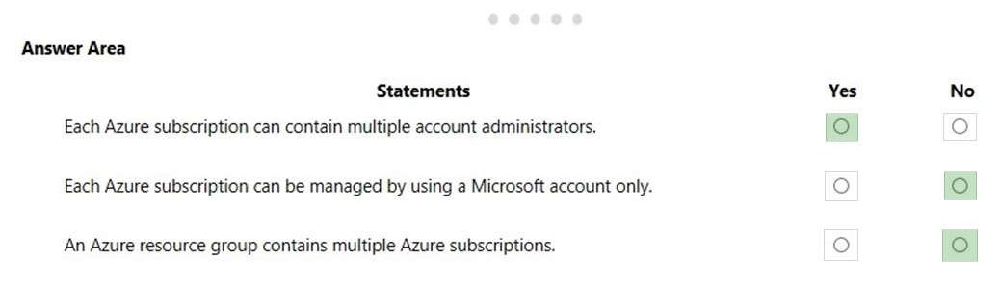 Answer Area
Statements Yes No
Each Azure subscription can contain multiple account administrators.
Each Azure subscription can be managed by using a Microsoft account only.
An Azure resource group contains multiple Azure subscriptions.